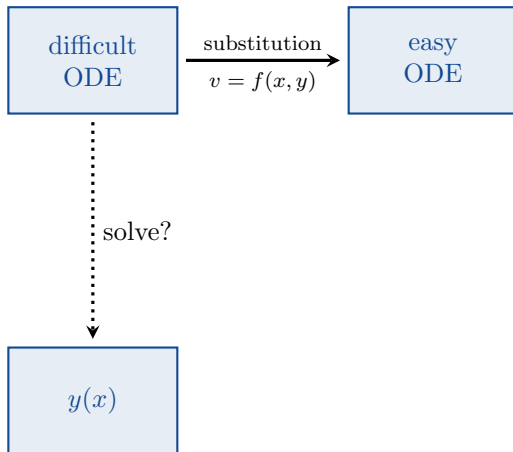 difficult
ODE
substitution
v = f(x, y)
easy
ODE
solve?
y(x)